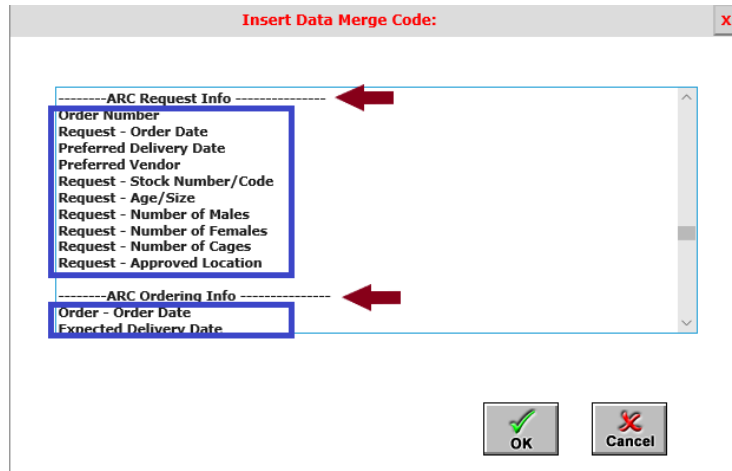 Insert Data Merge Code:
x
--------ARC Request Info ---------------
Order Number
Request - Order Date
Preferred Delivery Date
Preferred Vendor
Request - Stock Number/Code
Request - Age/Size
Request - Number of Males
Request - Number of Females
Request - Number of Cages
Request - Approved Location
--------ARC Ordering Info ---------------
Order - Order Date
Expected Delivery Date
OK
Cancel